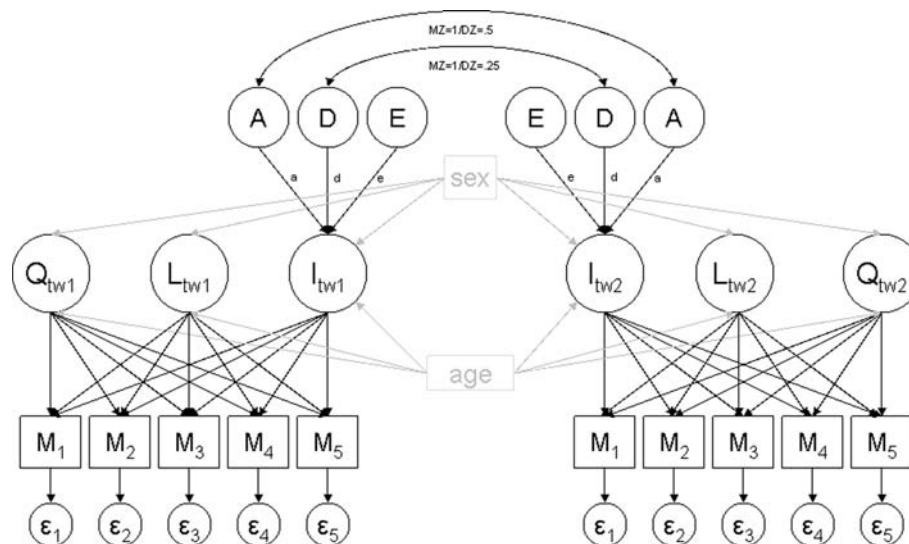 MZ=1/DZ=.5
MZ=1/DZ=.25
A D E E D A
a d e e d a
sex
Qtw1 Ltw1 Itw1 Itw2 Ltw2 Qtw2
age
M1 M2 M3 M4 M5 M1 M2 M3 M4 M5
ε1 ε2 ε3 ε4 ε5 ε1 ε2 ε3 ε4 ε5